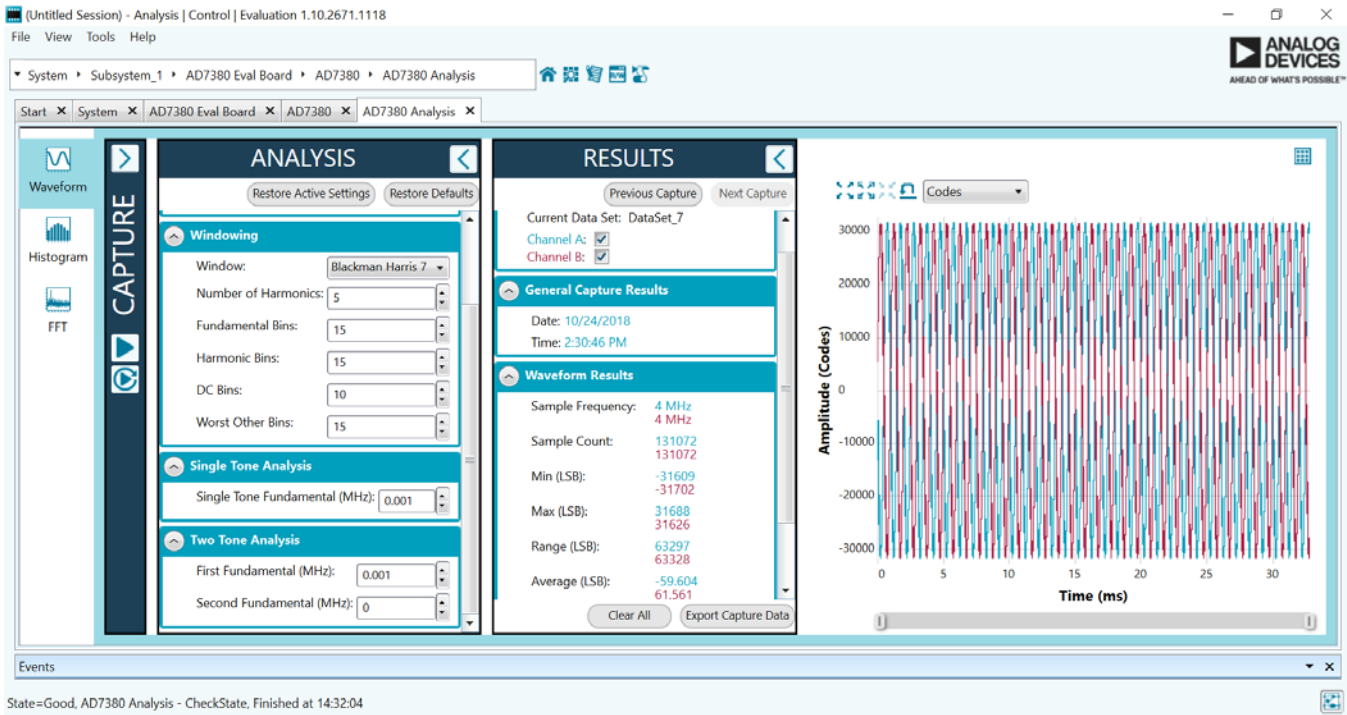 (Untitled Session) - Analysis | Control | Evaluation 1.10.2671.1118
File View Tools Help
ANALOG
DEVICES
AHEAD OF WHAT'S POSSIBLE™
System Subsystem_1 AD7380 Eval Board AD7380 AD7380 Analysis
Start System AD7380 Eval Board AD7380 AD7380 Analysis
Waveform
Histogram
FFT
CAPTURE
ANALYSIS
Restore Active Settings Restore Defaults
Windowing
Window: Blackman Harris 7
Number of Harmonics: 5
Fundamental Bins: 15
Harmonic Bins: 15
DC Bins: 10
Worst Other Bins: 15
Single Tone Analysis
Single Tone Fundamental (MHz): 0.001
Two Tone Analysis
First Fundamental (MHz): 0.001
Second Fundamental (MHz): 0
RESULTS
Previous Capture Next Capture
Current Data Set: DataSet_7
Channel A:
Channel B:
General Capture Results
Date: 10/24/2018
Time: 2:30:46 PM
Waveform Results
Sample Frequency: 4 MHz
4 MHz
Sample Count: 131072
131072
Min (LSB): -31609
-31702
Max (LSB): 31688
31626
Range (LSB): 63297
63328
Average (LSB): -59.604
61.561
Clear All Export Capture Data
Codes
Amplitude (Codes)
30000
20000
10000
0
-10000
-20000
-30000
0 5 10 15 20 25 30
Time (ms)
Events
State=Good, AD7380 Analysis - CheckState, Finished at 14:32:04